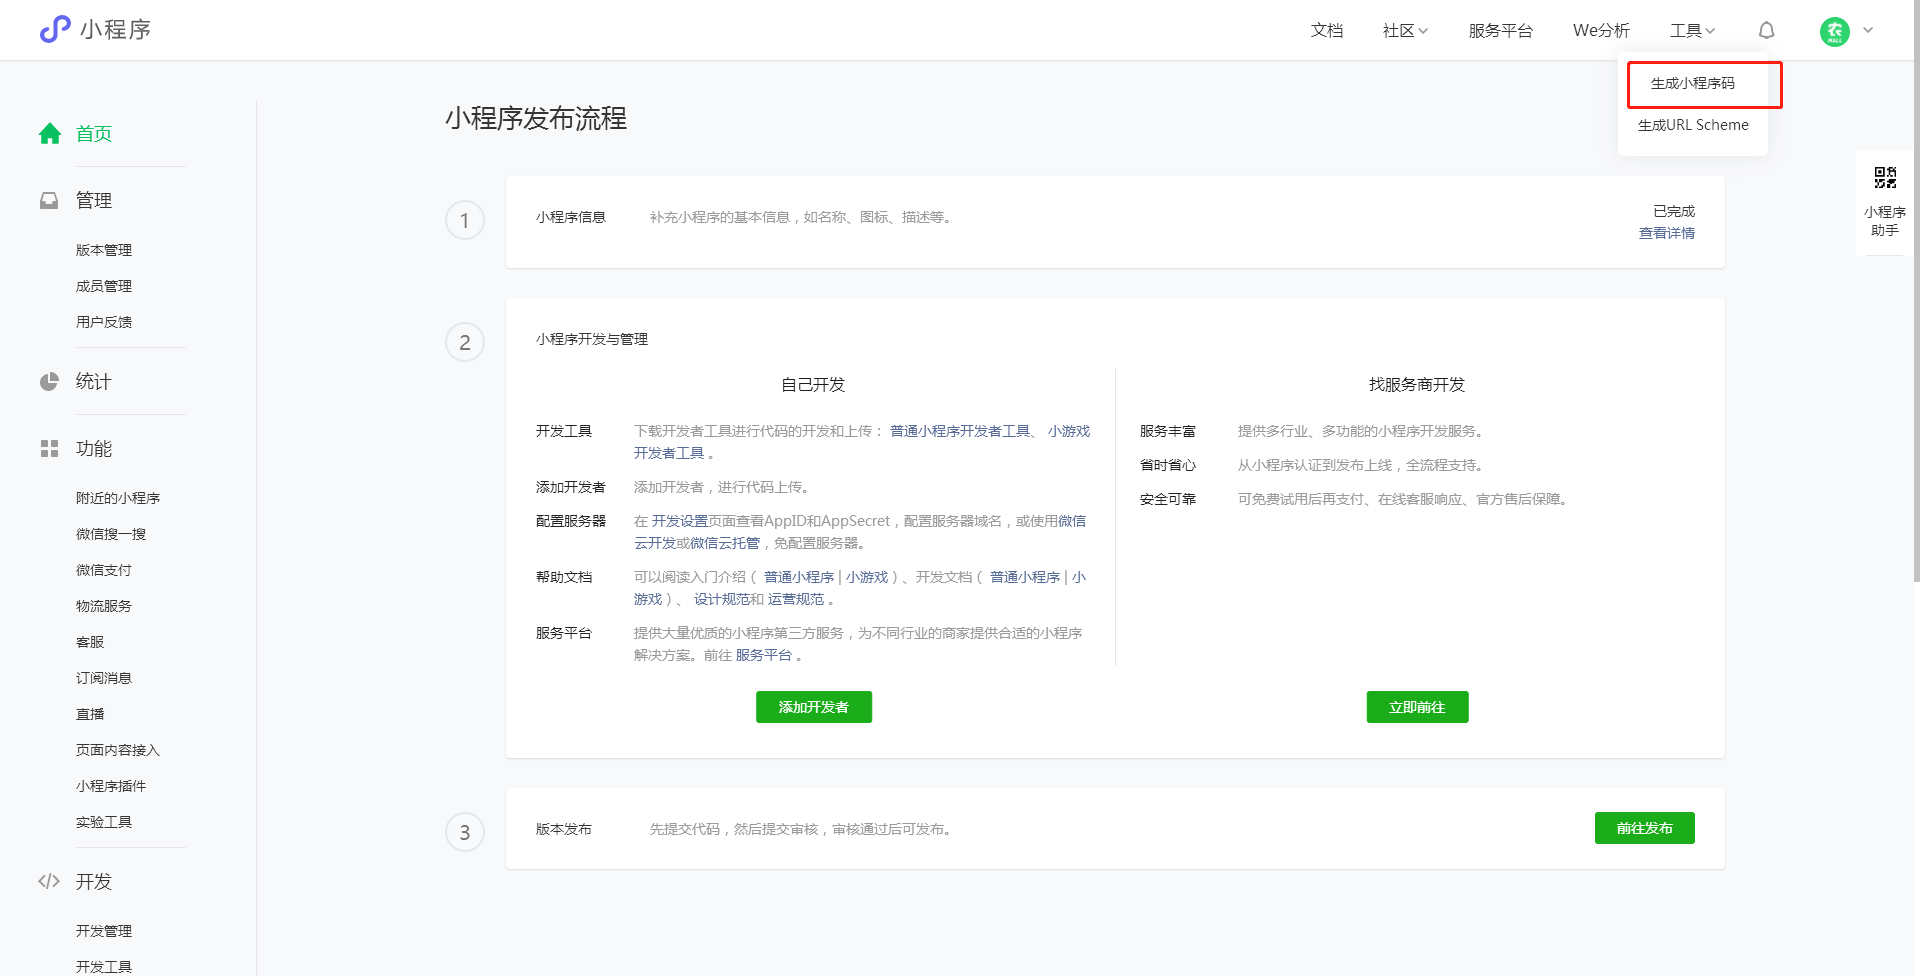 小程序
文档
社区
服务平台
We分析
工具
农
MALL
生成小程序码
生成URL Scheme
小程序
助手
首页
管理
版本管理
成员管理
用户反馈
统计
功能
附近的小程序
微信搜一搜
微信支付
物流服务
客服
订阅消息
直播
页面内容接入
小程序插件
实验工具
开发
开发管理
开发工具
小程序发布流程
1
小程序信息
补充小程序的基本信息，如名称、图标、描述等。
已完成
查看详情
2
小程序开发与管理
自己开发
开发工具
下载开发者工具进行代码的开发和上传： 普通小程序开发者工具、 小游戏
开发者工具 。
添加开发者
添加开发者，进行代码上传。
配置服务器
在 开发设置页面查看AppID和AppSecret，配置服务器域名，或使用微信
云开发或微信云托管，免配置服务器。
帮助文档
可以阅读入门介绍（ 普通小程序 | 小游戏 ）、开发文档（ 普通小程序 | 小
游戏 ）、 设计规范和 运营规范 。
服务平台
提供大量优质的小程序第三方服务，为不同行业的商家提供合适的小程序
解决方案。前往 服务平台 。
添加开发者
找服务商开发
服务丰富
提供多行业、多功能的小程序开发服务。
省时省心
从小程序认证到发布上线，全流程支持。
安全可靠
可免费试用后再支付、在线客服响应、官方售后保障。
立即前往
3
版本发布
先提交代码，然后提交审核，审核通过后可发布。
前往发布